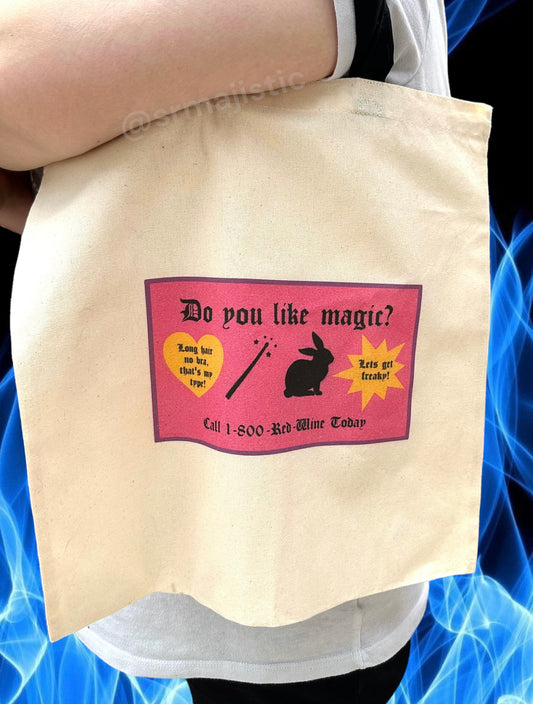 @srmajistic
Do you like magic?
Long hair
no bra,
that's my
type!
Lets get
freaky!
Call 1-800-Red-Wine Today